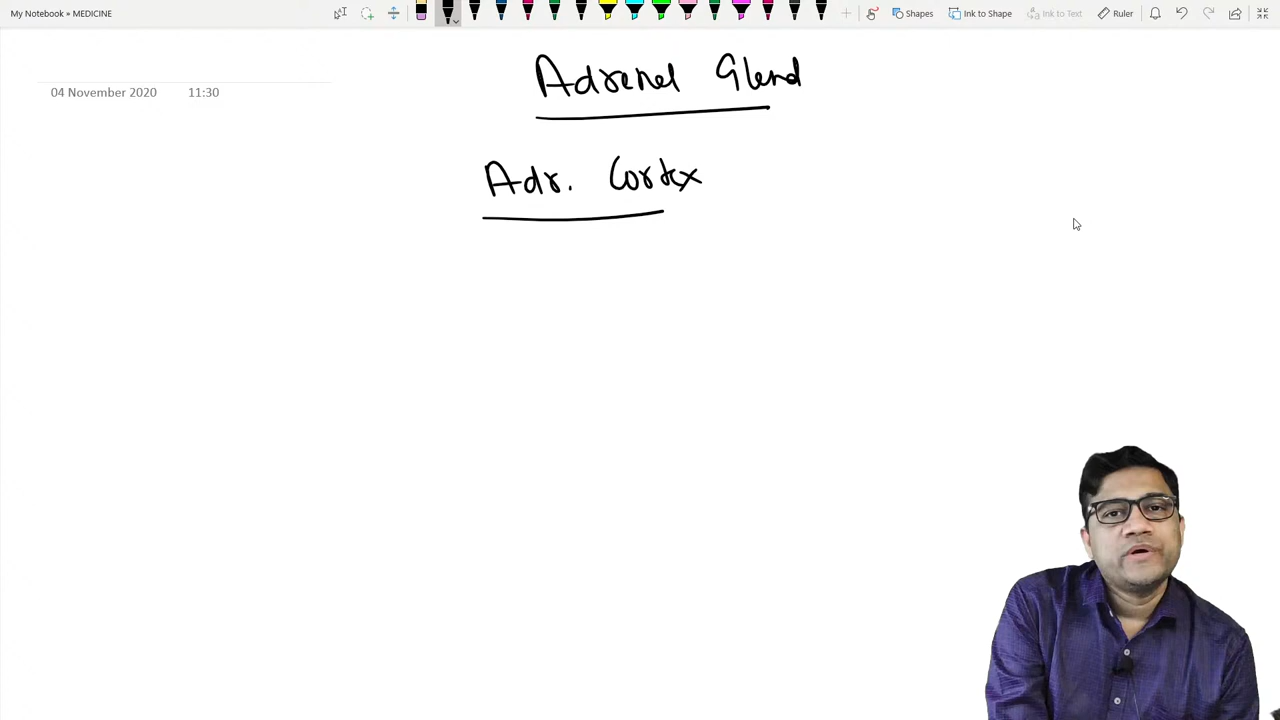 My Notebook » MEDICINE
Shapes Ink to Shape Ink to Text Ruler
Adrenal Gland
04 November 2020 11:30
Adr. Cortex